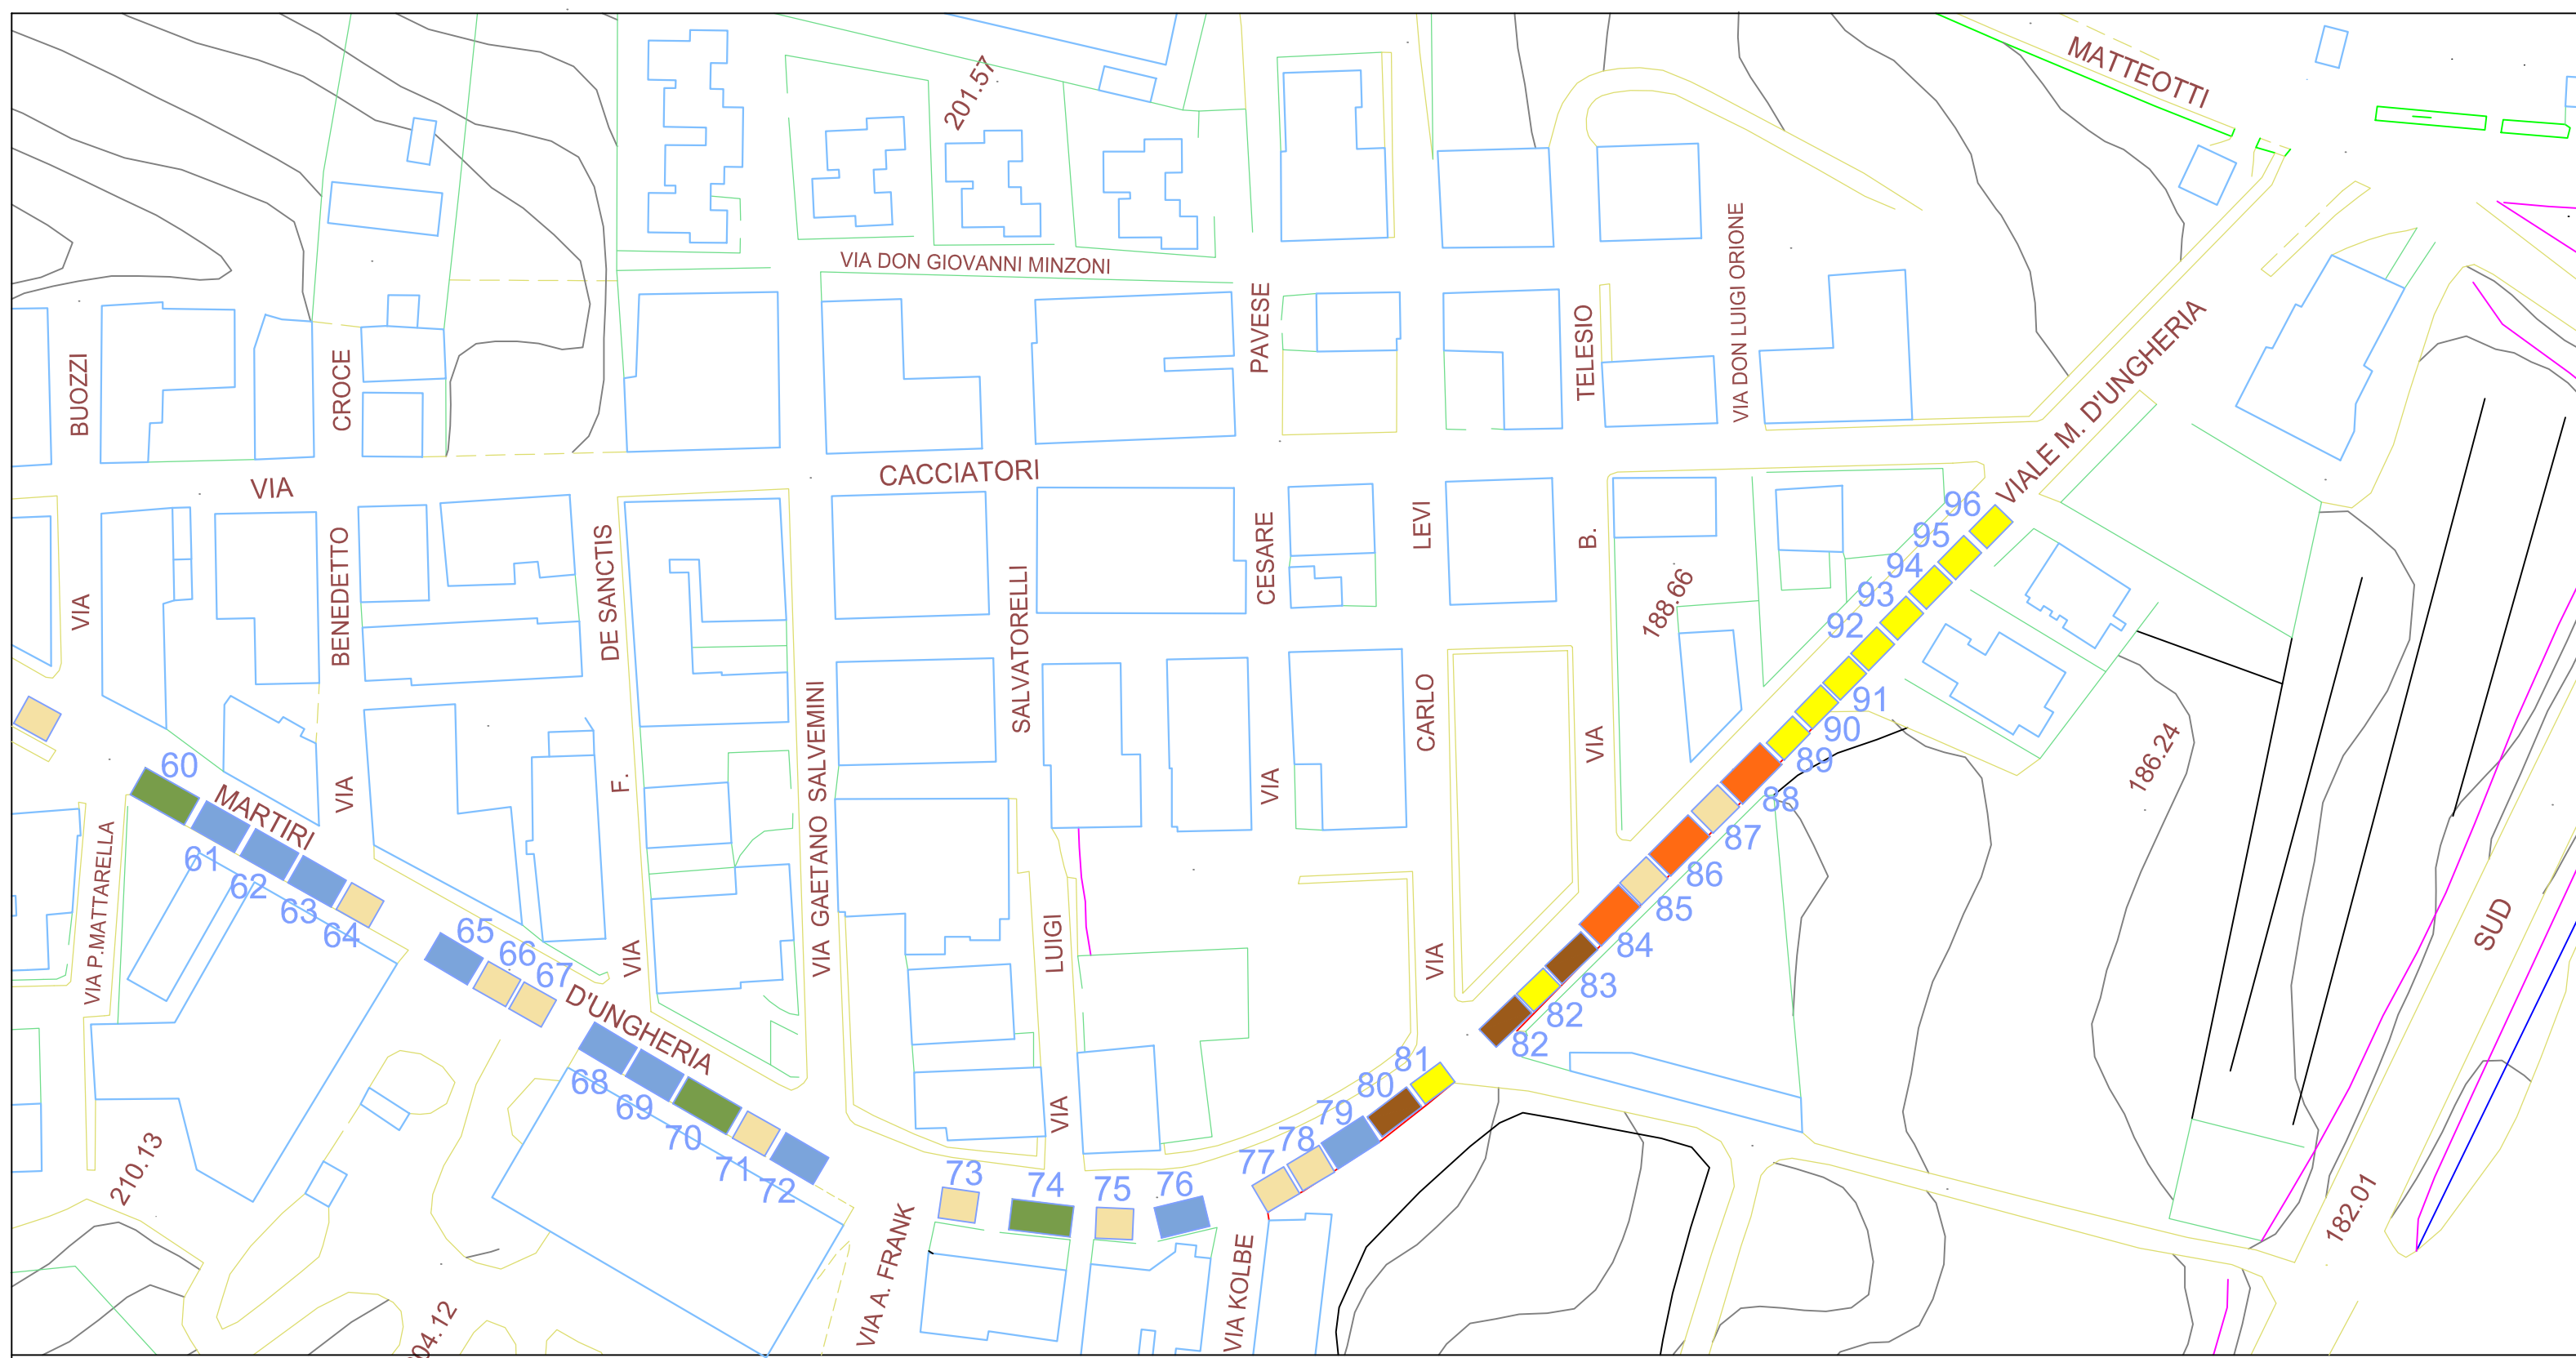 MATTEOTTI
201.57
VIA DON GIOVANNI MINZONI
VIA DON LUIGI ORIONE
PAVESE
TELESIO
BUOZZI
CROCE
VIALE M. D'UNGHERIA
VIA
CACCIATORI
VIA
BENEDETTO
DE SANCTIS
SALVATORELLI
CESARE
LEVI
B.
188.66
96
95
94
93
92
91
90
89
88
87
86
85
84
83
82
82
186.24
VIA GAETANO SALVEMINI
CARLO
VIA
VIA
F.
VIA
60
MARTIRI
61
62
63
64
VIA P.MATTARELLA
65
66
67
D'UNGHERIA
VIA
LUIGI
VIA
SUD
68
69
70
71
72
73
74
75
76
77
78
79
80
81
VIA
210.13
VIA A. FRANK
VIA KOLBE
182.01
04.12